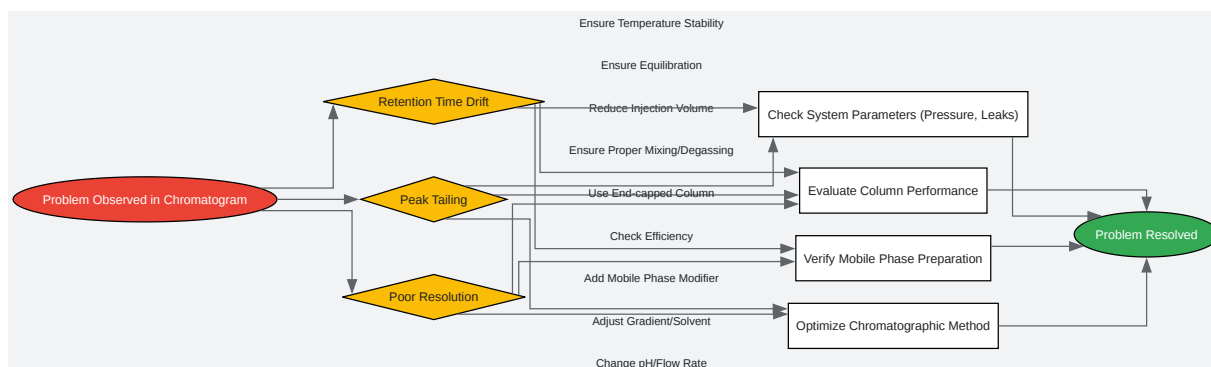 Ensure Temperature Stability
Ensure Equilibration
Retention Time Drift
Reduce Injection Volume
Check System Parameters (Pressure, Leaks)
Ensure Proper Mixing/Degassing
Problem Observed in Chromatogram
Peak Tailing
Use End-capped Column
Evaluate Column Performance
Problem Resolved
Check Efficiency
Verify Mobile Phase Preparation
Add Mobile Phase Modifier
Poor Resolution
Adjust Gradient/Solvent
Optimize Chromatographic Method
Change pH/Flow Rate